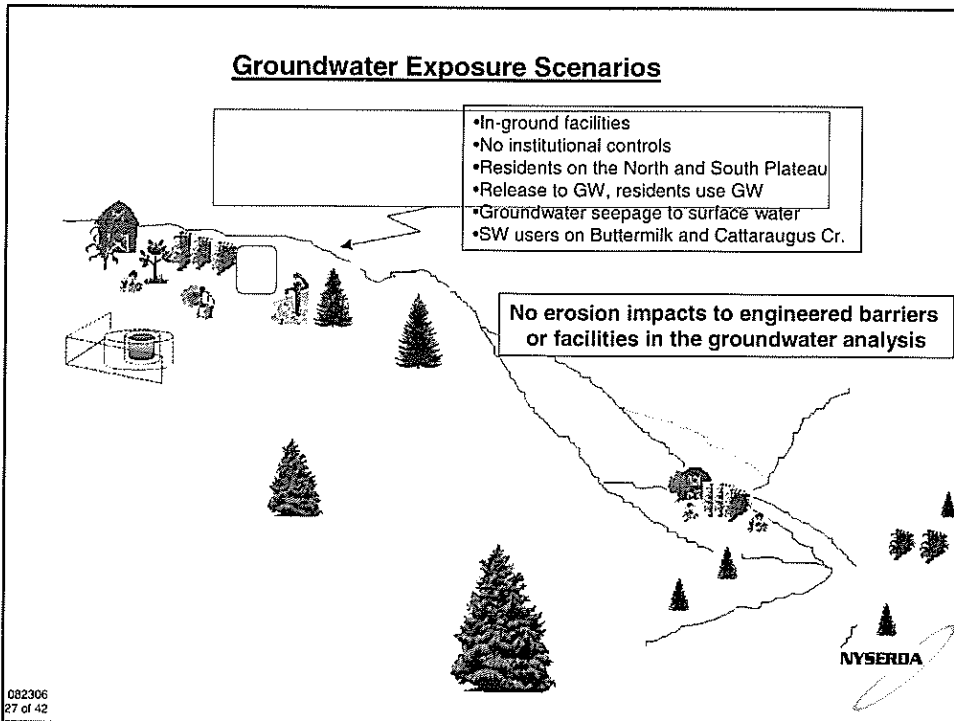 Groundwater Exposure Scenarios
•In-ground facilities
•No institutional controls
•Residents on the North and South Plateau
•Release to GW, residents use GW
•Groundwater seepage to surface water
•SW users on Buttermilk and Cattaraugus Cr.
No erosion impacts to engineered barriers
or facilities in the groundwater analysis
NYSERDA
082306
27 of 42